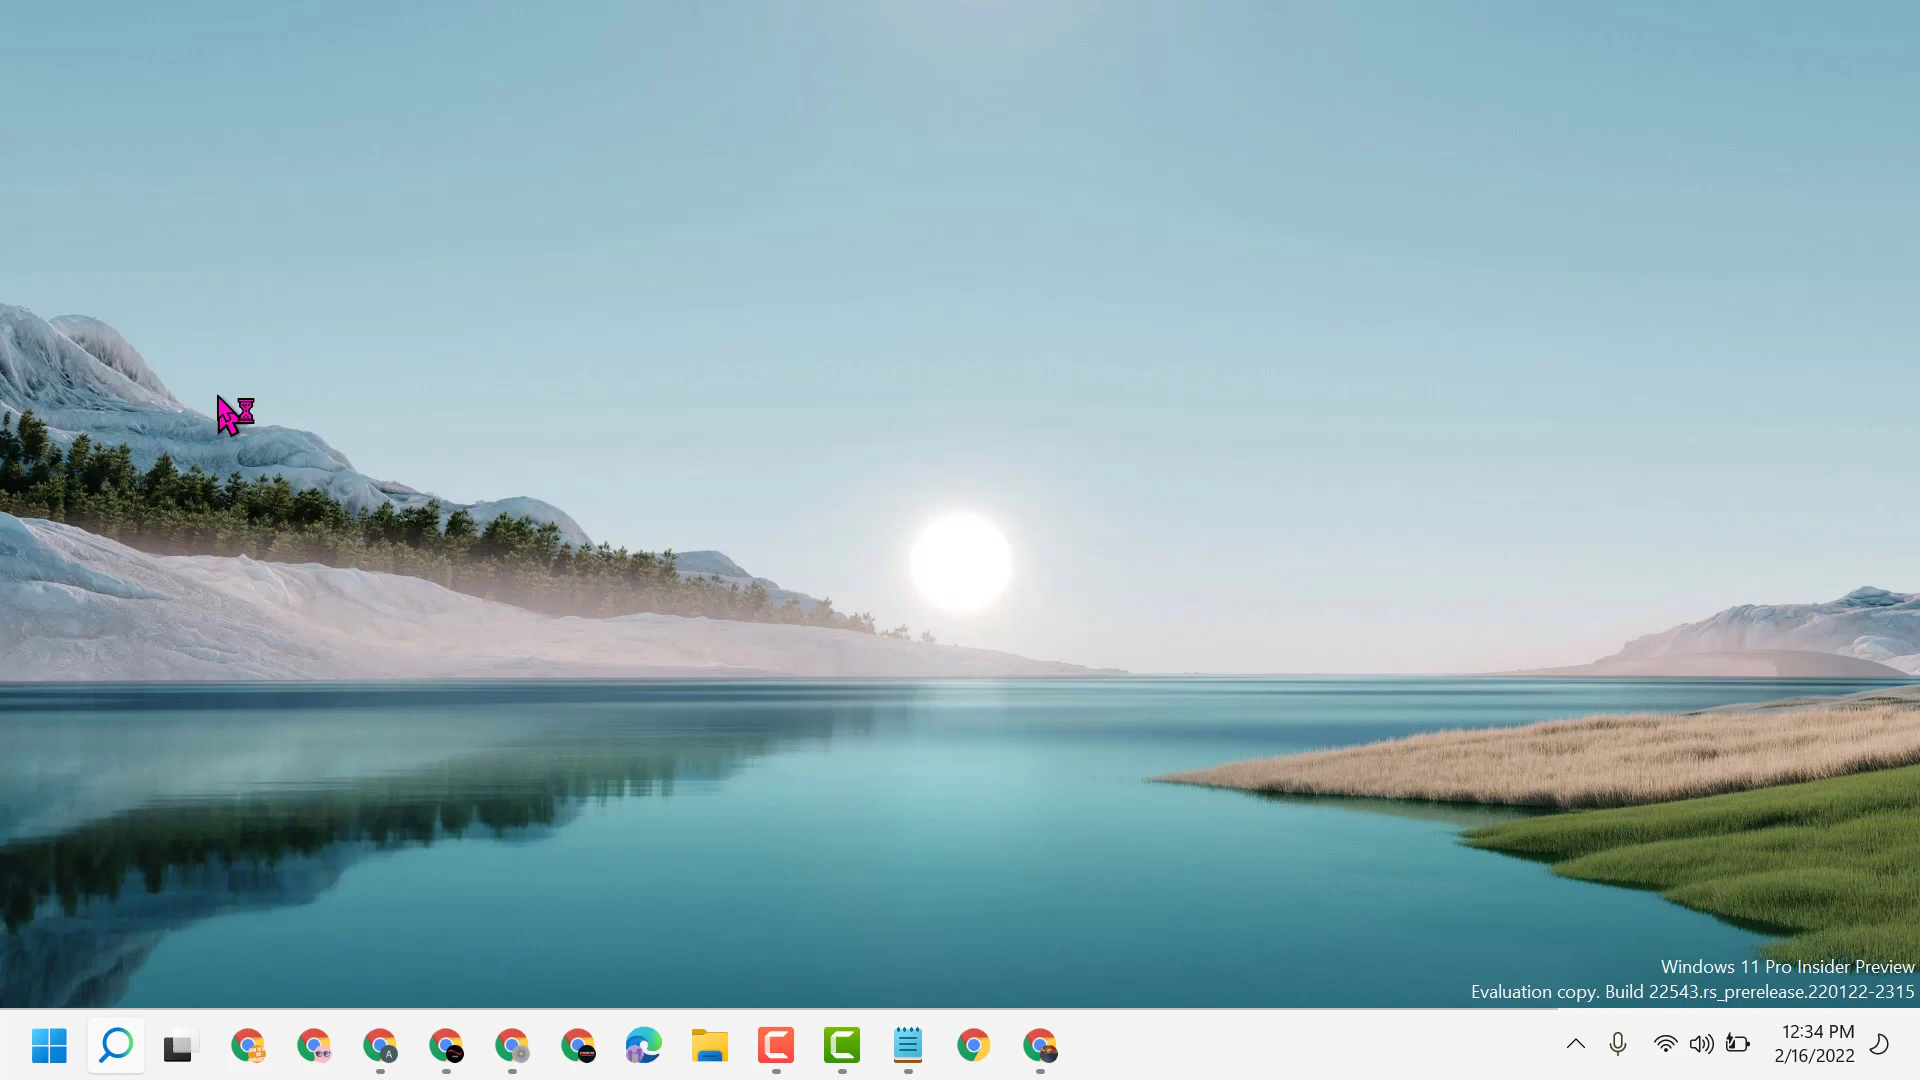 Windows 11 Pro Insider Preview
Evaluation copy. Build 22543.rs_prerelease.220122-2315
A
12:34 PM
2/16/2022